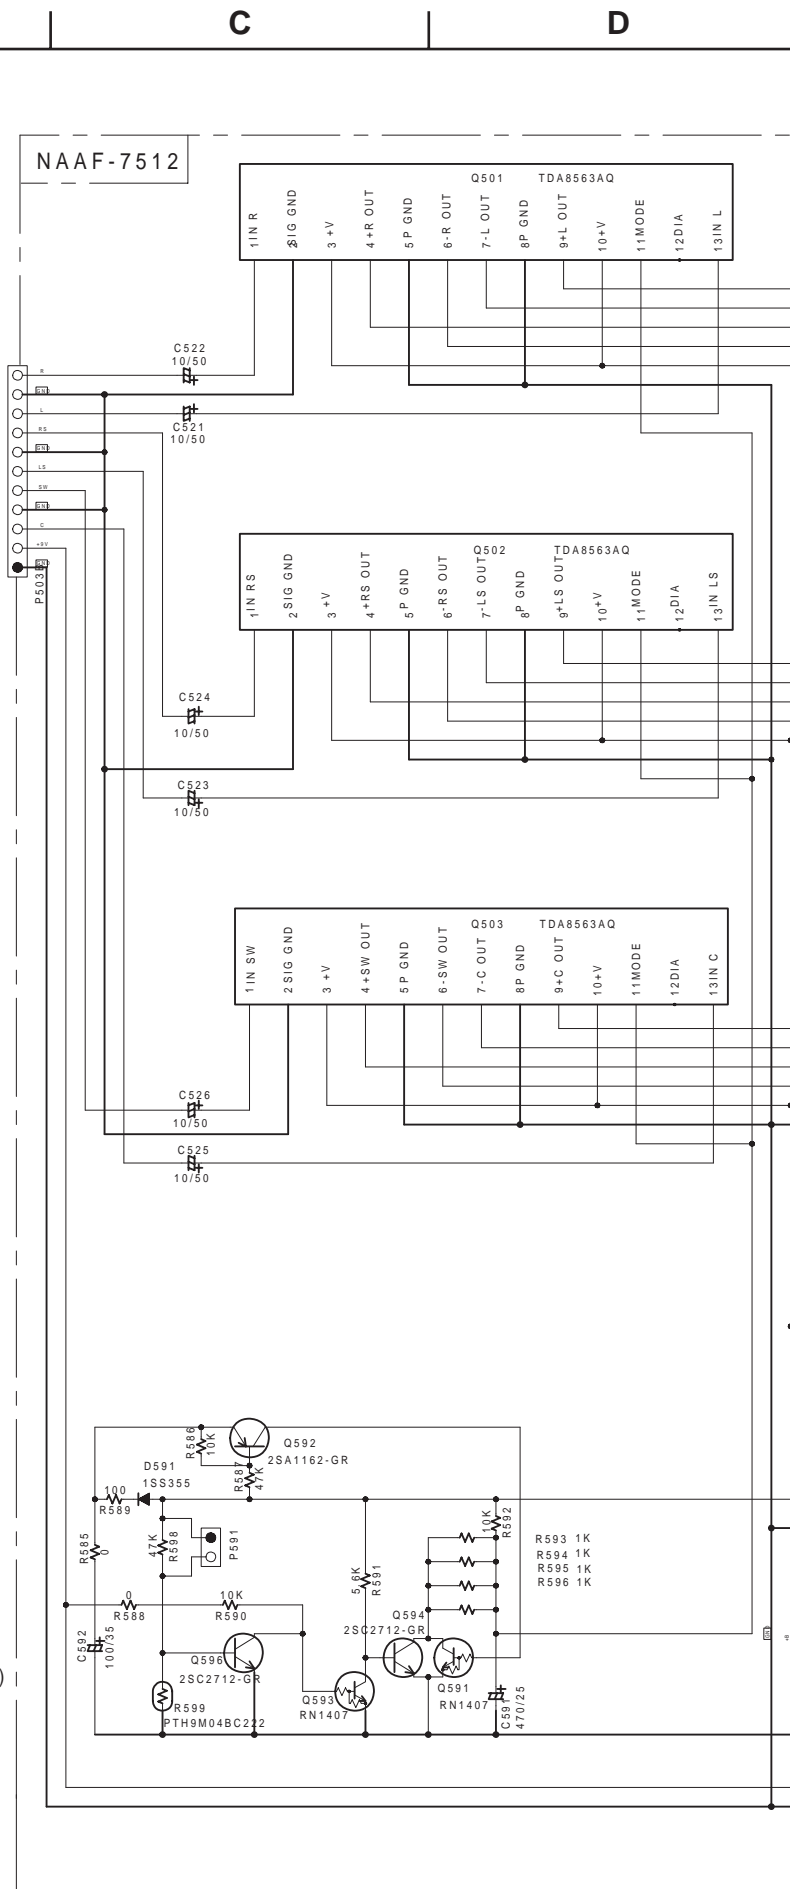 C
D
NAAF-7512
Q501
TDA8563AQ
1IN R
2 SIG GND
3 +V
4 +R OUT
5 P GND
6-R OUT
7-L OUT
8P GND
9+L OUT
10+V
11MODE
12DIA
13IN L
C522
10/50
C521
10/50
R
GND
L
RS
GND
LS
SW
GND
C
+9V
GND
Q502
TDA8563AQ
1IN RS
2 SIG GND
3 +V
4 +RS OUT
5 P GND
6-RS OUT
7-LS OUT
8P GND
9+LS OUT
10+V
11MODE
12DIA
13IN LS
C524
10/50
C523
10/50
Q503
TDA8563AQ
1IN SW
2 SIG GND
3 +V
4 +SW OUT
5 P GND
6-SW OUT
7-C OUT
8P GND
9+C OUT
10+V
11MODE
12DIA
13IN C
C526
10/50
C525
10/50
R586
10K
Q592
2SA1162-GR
D591
1SS355
R587
47K
100
R589
R585
0
47K
R598
P591
5.6K
R591
10K
R592
R593 1K
R594 1K
R595 1K
R596 1K
0
R588
10K
R590
Q594
2SC2712-GR
C592
100/35
Q596
2SC2712-GR
Q593
RN1407
Q591
RN1407
C591
470/25
R599
PTH9M04BC222
GND
)